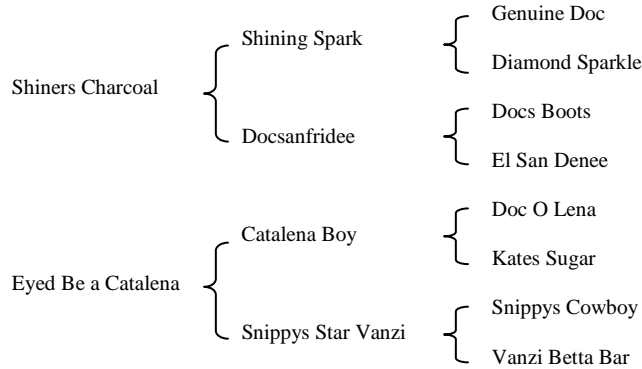 Genuine Doc
Shining Spark
Diamond Sparkle
Shiners Charcoal
Docs Boots
Docsanfridee
El San Denee
Doc O Lena
Catalena Boy
Kates Sugar
Eyed Be a Catalena
Snippys Cowboy
Snippys Star Vanzi
Vanzi Betta Bar